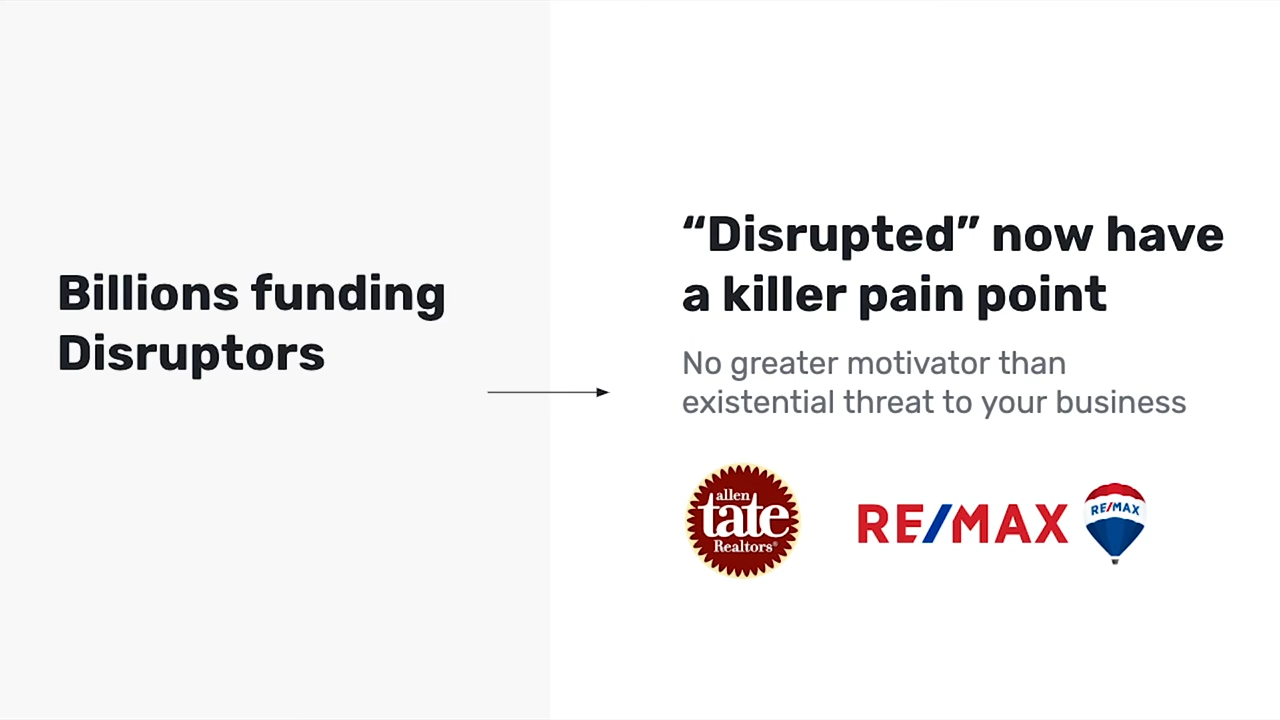 Billions funding
Disruptors
“Disrupted” now have
a killer pain point
No greater motivator than
existential threat to your business
allen
tate
Realtors®
RE/MAX
RE/MAX